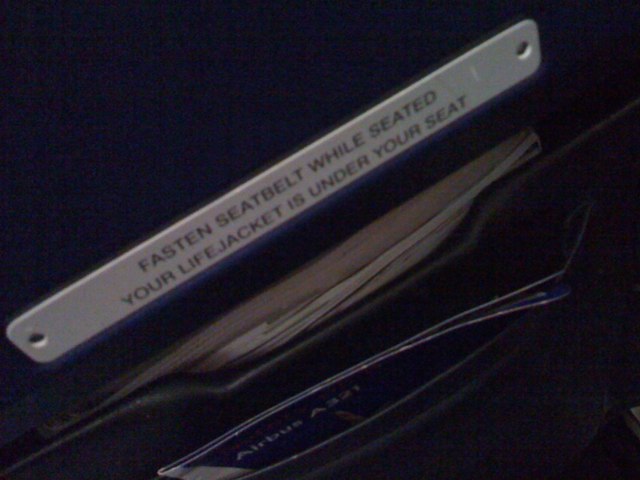 FASTEN SEATBELT WHILE SEATED
YOUR LIFEJACKET IS UNDER YOUR SEAT
Airbus A321